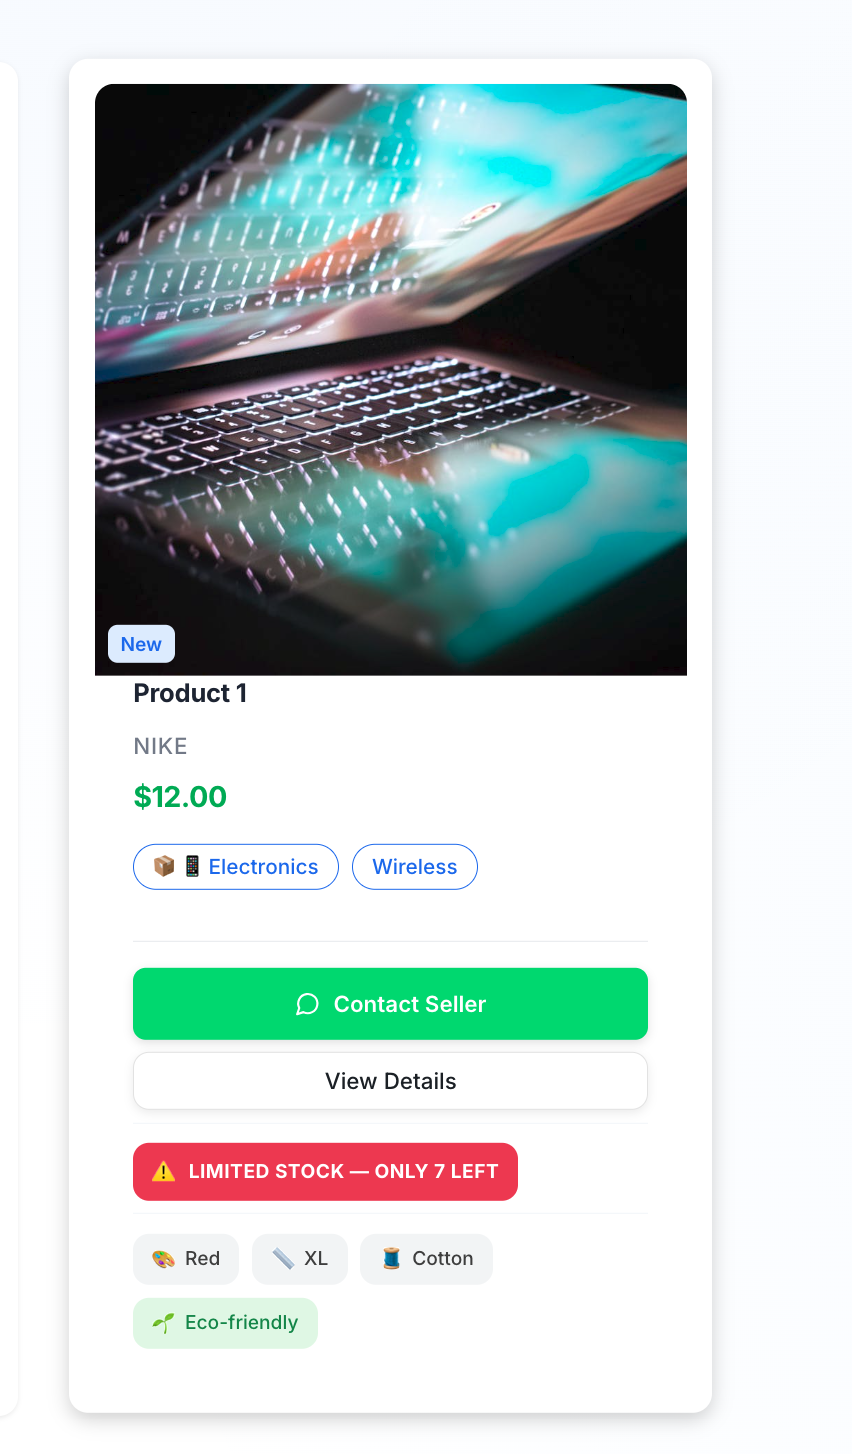 New
Product 1
NIKE
$12.00
📦 📱 Electronics Wireless
Contact Seller
View Details
⚠️ LIMITED STOCK — ONLY 7 LEFT
🎨 Red 📏 XL 🧵 Cotton
🌱 Eco-friendly